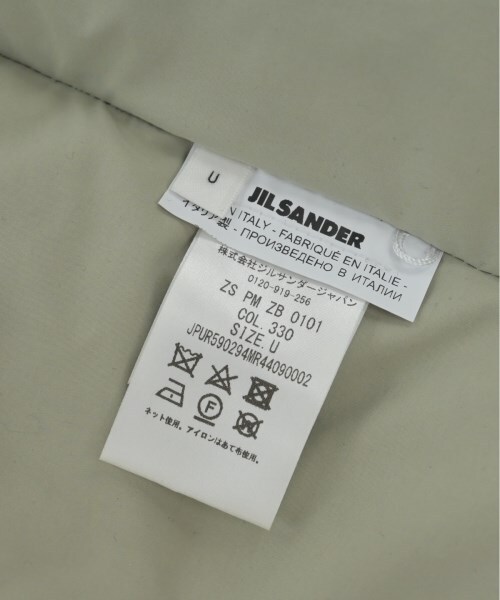 U
JIL SANDER
N ITALY - FABRIQUÉ EN ITALIE -
イタリア製 - ПРОИЗВЕДЕНО В ИТАЛИИ
株式会社ジルサンダージャパン
0120-919-256
ZS PM ZB 0101
COL. 330
SIZE. U
JPUR590294MR44090002
F
ネット使用。アイロンはあて布使用。